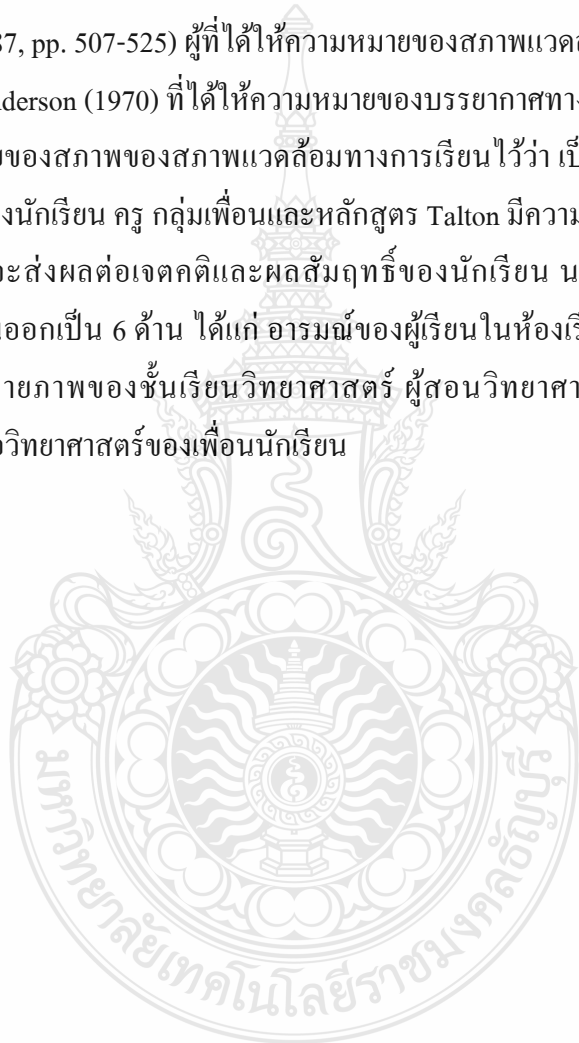 87, pp. 507-525) ผู้ที่ได้ให้ความหมายของสภาพแวด
nderson (1970) ที่ได้ให้ความหมายของบรรยากาศทาง
ของสภาพของสภาพแวดล้อมทางการเรียนไว้ว่า เป็
งนักเรียน ครู กลุ่มเพื่อนและหลักสูตร Talton มีความ
จะส่งผลต่อเจตคติและผลสัมฤทธิ์ของนักเรียน น
นออกเป็น 6 ด้าน ได้แก่ อารมณ์ของผู้เรียนในห้องเรี
ายภาพของชั้นเรียนวิทยาศาสตร์ ผู้สอนวิทยาศา
อวิทยาศาสตร์ของเพื่อนนักเรียน
มหาวิทยาลัยเทคโนโลยีราชมงคลธัญบุรี